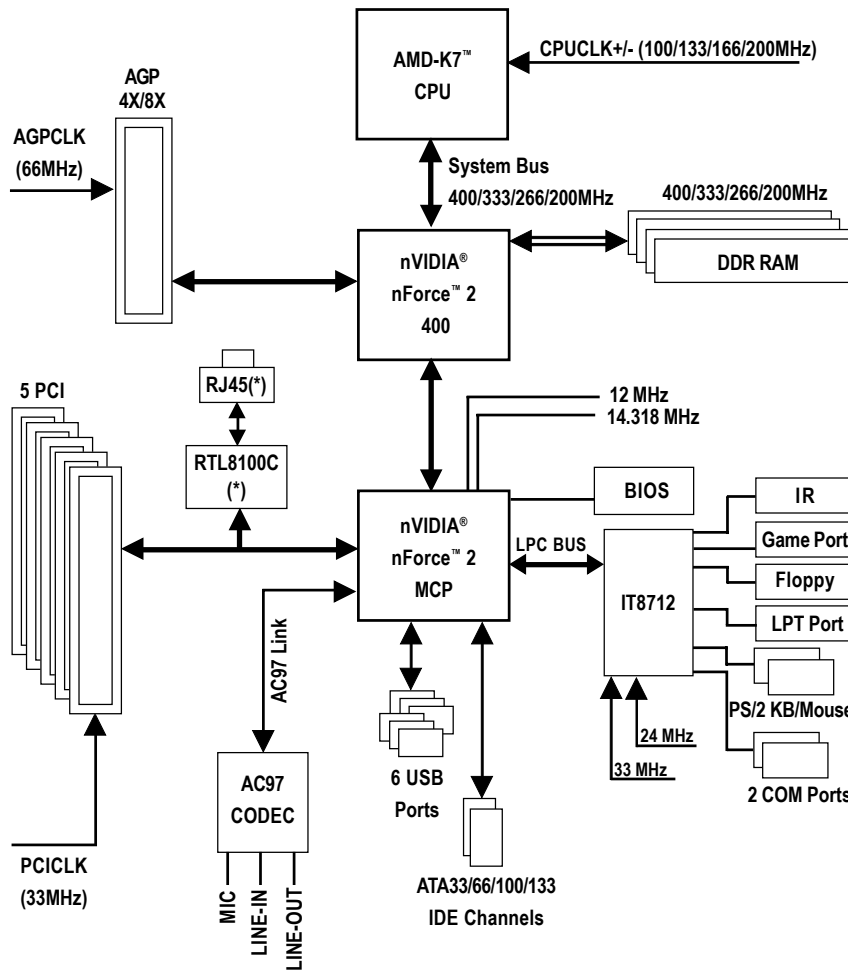 AMD-K7™
CPU
CPUCLK+/- (100/133/166/200MHz)
AGP
4X/8X
AGPCLK
(66MHz)
System Bus
400/333/266/200MHz
400/333/266/200MHz
DDR RAM
nVIDIA®
nForce™ 2
400
5 PCI
RJ45(*)
12 MHz
14.318 MHz
RTL8100C
(*)
BIOS
IR
nVIDIA®
nForce™ 2
MCP
LPC BUS
IT8712
Game Port
Floppy
LPT Port
AC97 Link
PS/2 KB/Mouse
24 MHz
33 MHz
6 USB
Ports
AC97
CODEC
2 COM Ports
PCICLK
(33MHz)
MIC
LINE-IN
LINE-OUT
ATA33/66/100/133
IDE Channels